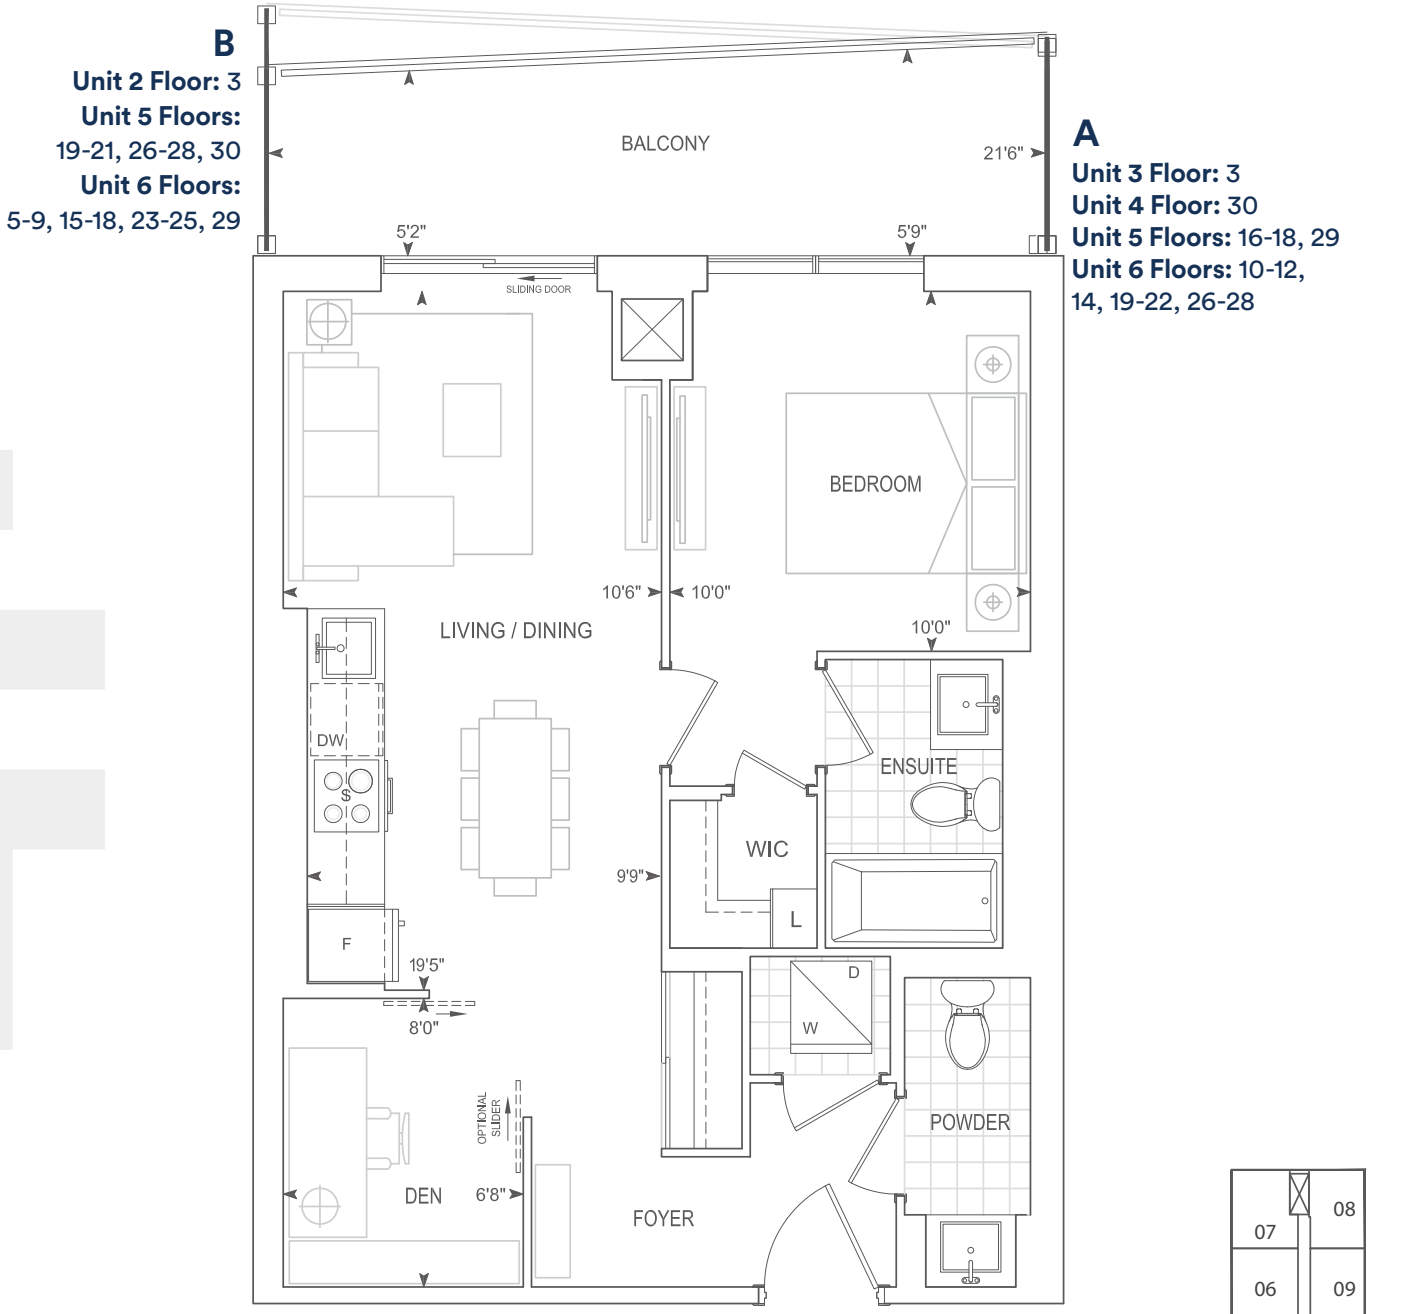 B
Unit 2 Floor: 3
Unit 5 Floors:
19-21, 26-28, 30
Unit 6 Floors:
5-9, 15-18, 23-25, 29
BALCONY
21'6"
A
Unit 3 Floor: 3
Unit 4 Floor: 30
Unit 5 Floors: 16-18, 29
Unit 6 Floors: 10-12,
14, 19-22, 26-28
5'2"
5'9"
SLIDING DOOR
BEDROOM
10'6"
10'0"
LIVING / DINING
10'0"
DW
S
ENSUITE
WIC
9'9"
L
F
19'5"
8'0"
D
W
OPTIONAL
SLIDER
POWDER
DEN
6'8"
FOYER
07
08
06
09